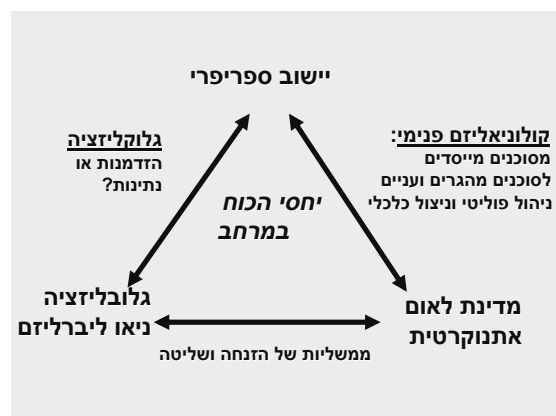 יישוב ספריפרי
קולוניאליזם פנימי:
מסוכנים מייסדים
לסוכנים מהגרים ועניים
ניהול פוליטי וניצול כלכלי
גלוקליזציה
הזדמנות או
נתינות?
יחסי הכוח
במרחב
מדינת לאום
אתנוקרטית
גלובליזציה
ניאו ליברליזם
ממשליות של הזנחה ושליטה